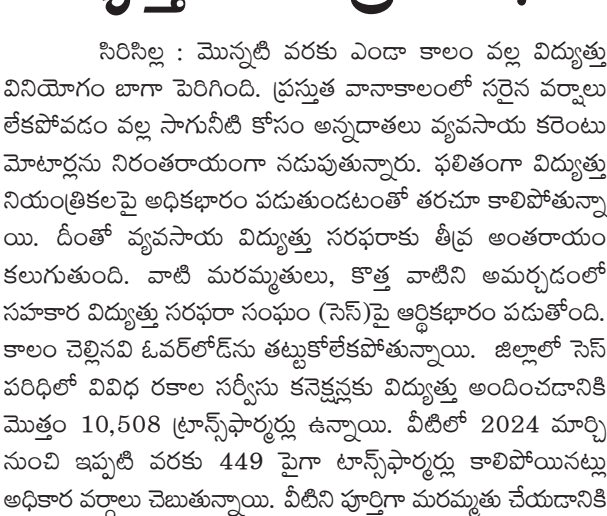 సిరిసిల్ల : మొన్నటి వరకు ఎండా కాలం వల్ల విద్యుత్తు
వినియోగం బాగా పెరిగింది. ప్రస్తుత వానాకాలంలో సరైన వర్షాలు
లేకపోవడం వల్ల సాగునీటి కోసం అన్నదాతలు వ్యవసాయ కరెంటు
మోటార్లను నిరంతరాయంగా నడుపుతున్నారు. ఫలితంగా విద్యుత్తు
నియంత్రికలపై అధికభారం పడుతుండటంతో తరచూ కాలిపోతున్నా
యి. దీంతో వ్యవసాయ విద్యుత్తు సరఫరాకు తీవ్ర అంతరాయం
కలుగుతుంది. వాటి మరమ్మతులు, కొత్త వాటిని అమర్చడంలో
సహకార విద్యుత్తు సరఫరా సంఘం (సెస్)పై ఆర్థికభారం పడుతోంది.
కాలం చెల్లినవి ఓవర్‌లోడ్‌ను తట్టుకోలేకపోతున్నాయి. జిల్లాలో సెస్
పరిధిలో వివిధ రకాల సర్వీసు కనెక్షన్లకు విద్యుత్తు అందించడానికి
మొత్తం 10,508 ట్రాన్స్‌ఫార్మర్లు ఉన్నాయి. వీటిలో 2024 మార్చి
నుంచి ఇప్పటి వరకు 449 పైగా టాన్స్‌ఫార్మర్లు కాలిపోయినట్లు
అధికార వర్గాలు చెబుతున్నాయి. వీటిని పూర్తిగా మరమ్మతు చేయడానికి